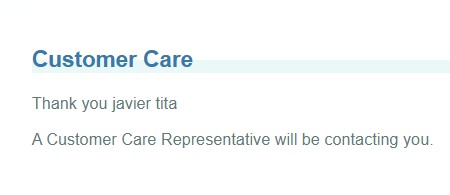 Customer Care
Thank you javier tita
A Customer Care Representative will be contacting you.